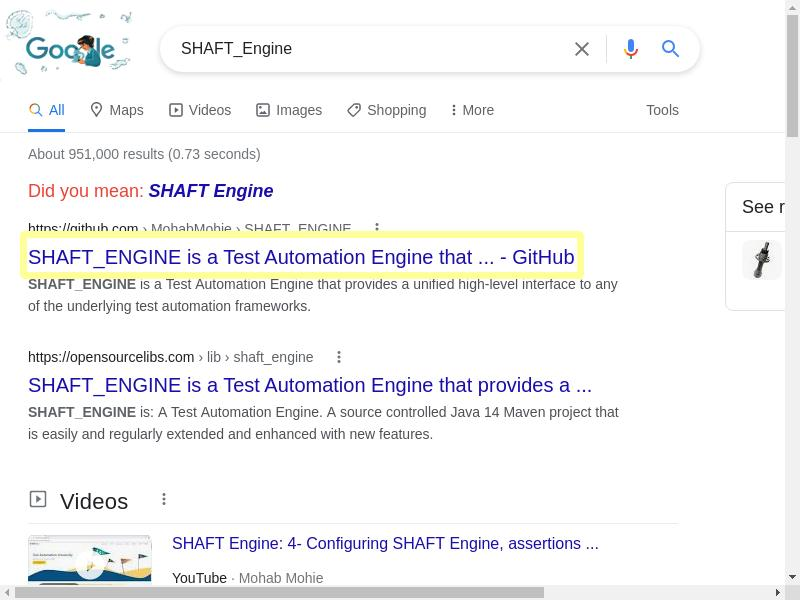 Google
SHAFT_Engine
All
Maps
Videos
Images
Shopping
More
Tools
About 951,000 results (0.73 seconds)
Did you mean: SHAFT Engine
https://github.com › MohabMohie › SHAFT_ENGINE
SHAFT_ENGINE is a Test Automation Engine that ... - GitHub
SHAFT_ENGINE is a Test Automation Engine that provides a unified high-level interface to any
of the underlying test automation frameworks.
https://opensourcelibs.com › lib › shaft_engine
SHAFT_ENGINE is a Test Automation Engine that provides a ...
SHAFT_ENGINE is: A Test Automation Engine. A source controlled Java 14 Maven project that
is easily and regularly extended and enhanced with new features.
Videos
SHAFT Engine: 4- Configuring SHAFT Engine, assertions ...
YouTube · Mohab Mohie
See r